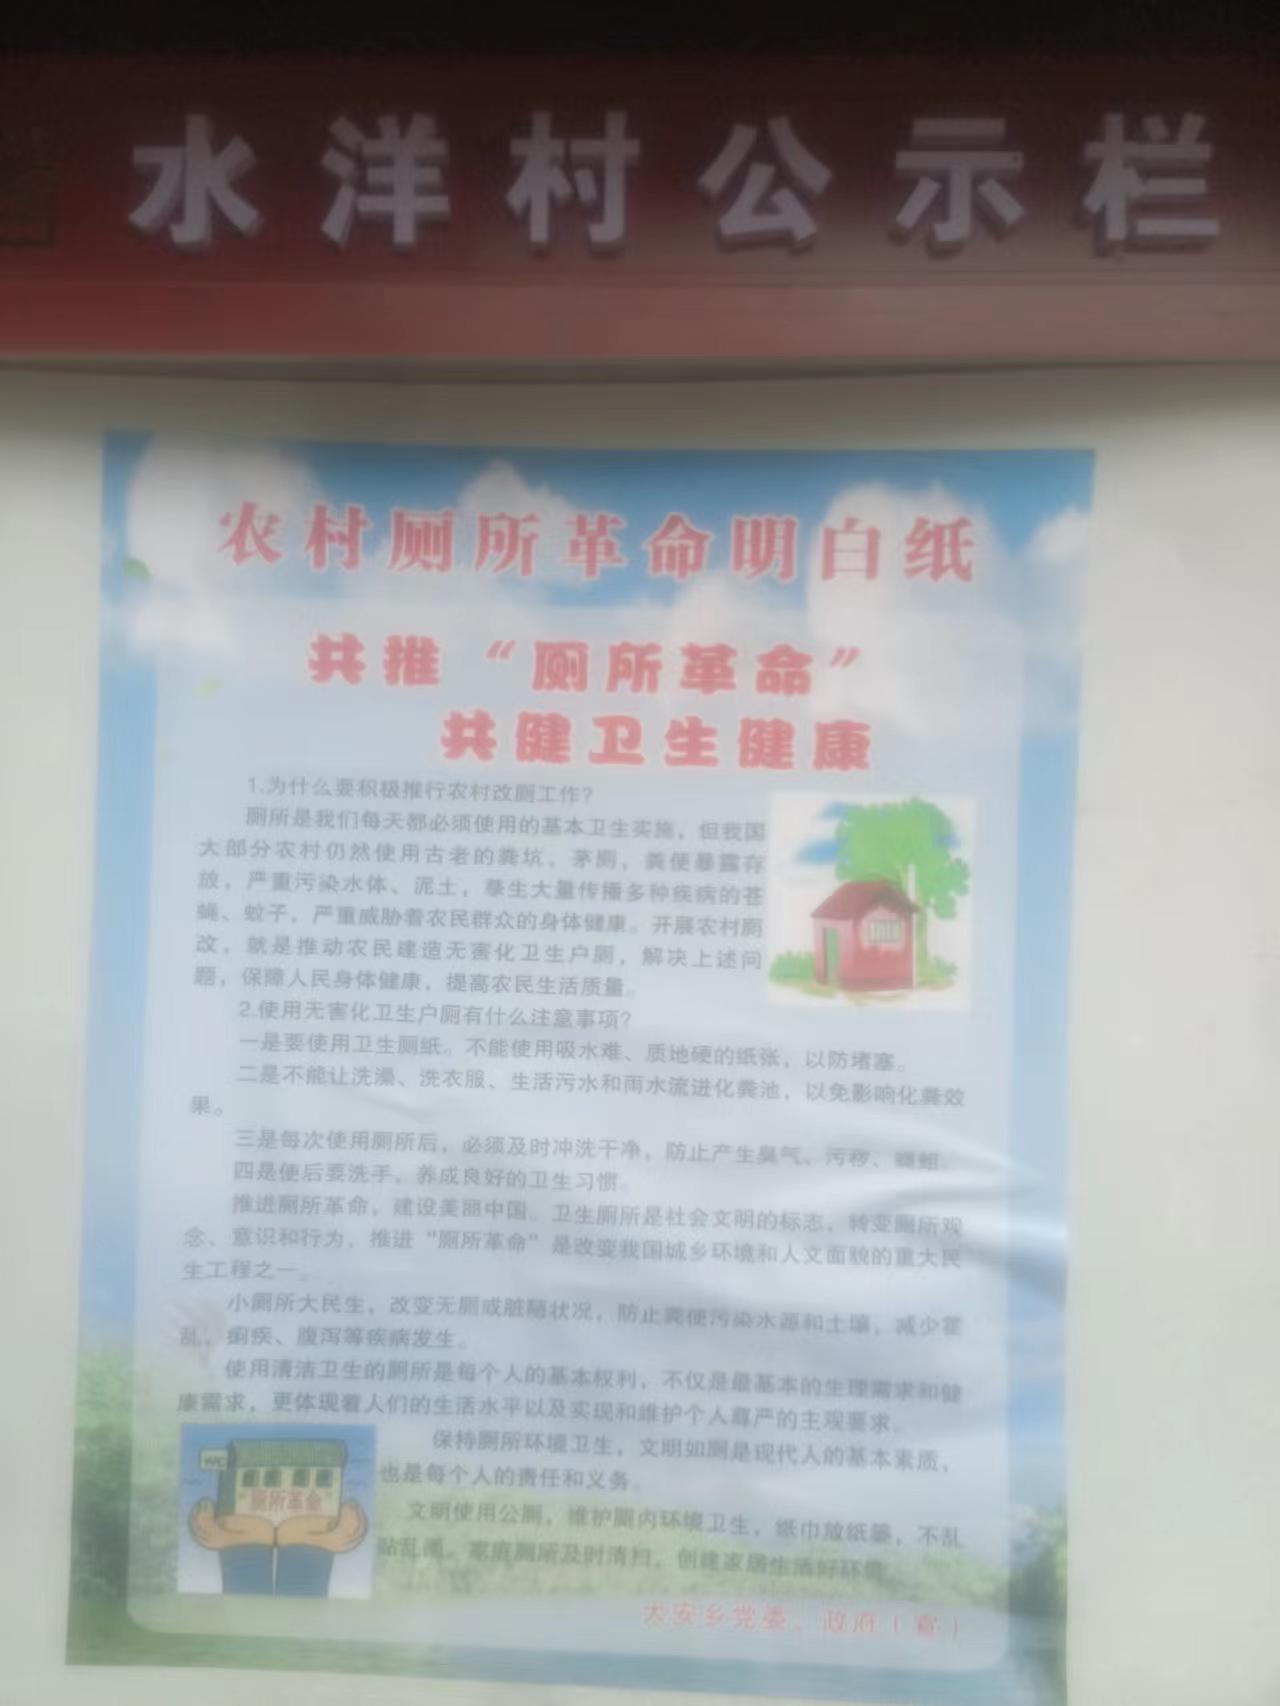 水洋村公示栏
农村厕所革命明白纸
共推“厕所革命”
共健卫生健康
1.为什么要积极推行农村改厕工作？
厕所是我们每天都必须使用的基本卫生实施，但我国
大部分农村仍然使用古老的粪坑、茅厕，粪便暴露存
放，严重污染水体、泥土，孳生大量传播多种疾病的苍
蝇、蚊子，严重威胁着农民群众的身体健康。开展农村厕
改，就是推动农民建造无害化卫生户厕，解决上述问
题，保障人民身体健康，提高农民生活质量。
2.使用无害化卫生户厕有什么注意事项？
一是要使用卫生厕纸。不能使用吸水难、质地硬的纸张，以防堵塞。
二是不能让洗澡、洗衣服、生活污水和雨水流进化粪池，以免影响化粪效
果。
三是每次使用厕所后，必须及时冲洗干净，防止产生臭气、污秽、蝇蛆。
四是便后要洗手，养成良好的卫生习惯。
推进厕所革命，建设美丽中国。卫生厕所是社会文明的标志，转变厕所观
念、意识和行为，推进“厕所革命”是改变我国城乡环境和人文面貌的重大民
生工程之一。
小厕所大民生，改变无厕或脏陋状况，防止粪便污染水源和土壤，减少霍
乱、痢疾、腹泻等疾病发生。
使用清洁卫生的厕所是每个人的基本权利，不仅是最基本的生理需求和健
康需求，更体现着人们的生活水平以及实现和维护个人尊严的主观要求。
保持厕所环境卫生，文明如厕是现代人的基本素质，
也是每个人的责任和义务。
文明使用公厕，维护厕内环境卫生，纸巾放纸篓，不乱
贴乱画。家庭厕所及时清扫，创建家居生活好环境。
WC
“厕所革命”
大安乡党委、政府（宣）